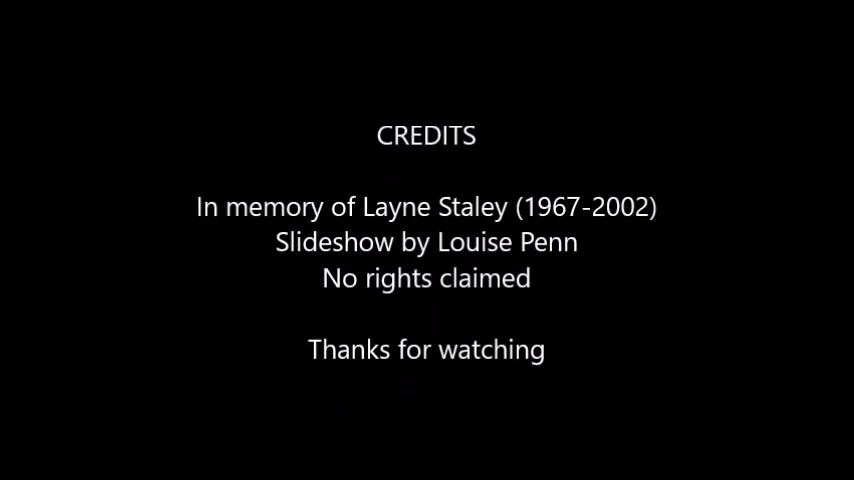 CREDITS
In memory of Layne Staley (1967-2002)
Slideshow by Louise Penn
No rights claimed
Thanks for watching